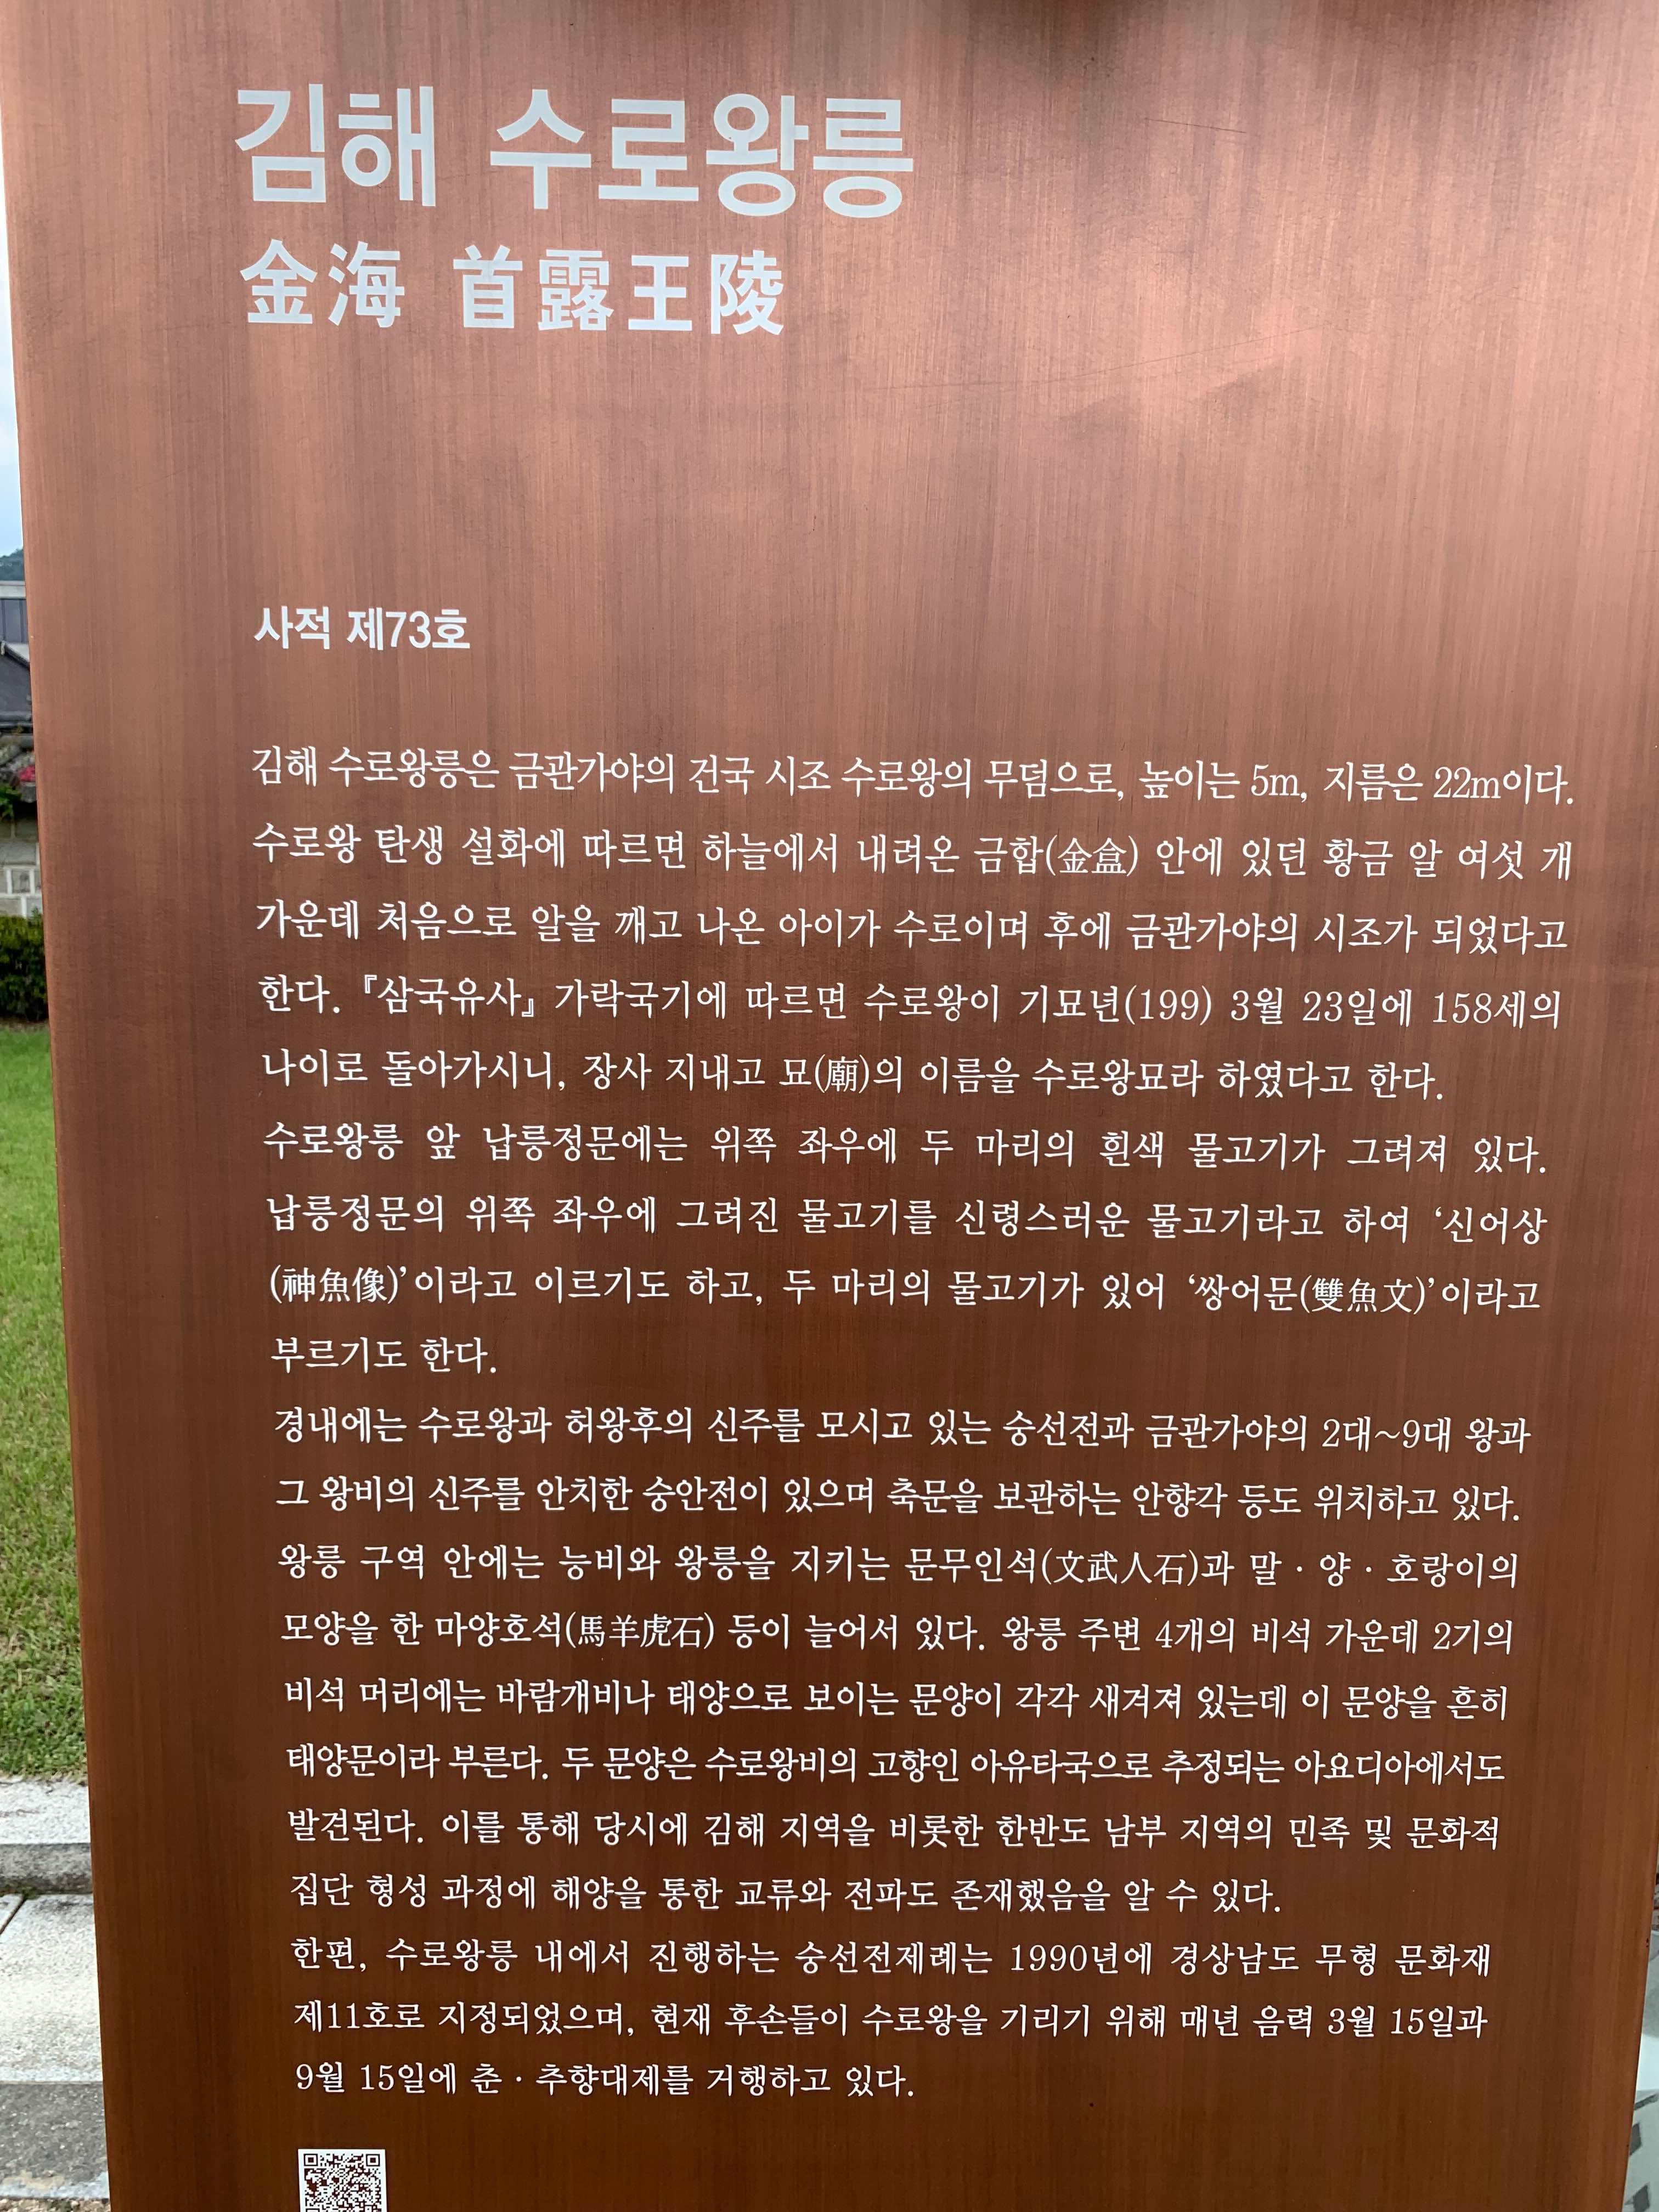 김해 수로왕릉
金海 首露王陵
사적 제73호
김해 수로왕릉은 금관가야의 건국 시조 수로왕의 무덤으로, 높이는 5m, 지름은 22m이다.
수로왕 탄생 설화에 따르면 하늘에서 내려온 금합(金盒) 안에 있던 황금 알 여섯 개
가운데 처음으로 알을 깨고 나온 아이가 수로이며 후에 금관가야의 시조가 되었다고
한다. 『삼국유사』 가락국기에 따르면 수로왕이 기묘년(199) 3월 23일에 158세의
나이로 돌아가시니, 장사 지내고 묘(廟)의 이름을 수로왕묘라 하였다고 한다.
수로왕릉 앞 납릉정문에는 위쪽 좌우에 두 마리의 흰색 물고기가 그려져 있다.
납릉정문의 위쪽 좌우에 그려진 물고기를 신령스러운 물고기라고 하여 ‘신어상
(神魚像)’이라고 이르기도 하고, 두 마리의 물고기가 있어 ‘쌍어문(雙魚文)’이라고
부르기도 한다.
경내에는 수로왕과 허왕후의 신주를 모시고 있는 숭선전과 금관가야의 2대~9대 왕과
그 왕비의 신주를 안치한 숭안전이 있으며 축문을 보관하는 안향각 등도 위치하고 있다.
왕릉 구역 안에는 능비와 왕릉을 지키는 문무인석(文武人石)과 말 · 양 · 호랑이의
모양을 한 마양호석(馬羊虎石) 등이 늘어서 있다. 왕릉 주변 4개의 비석 가운데 2기의
비석 머리에는 바람개비나 태양으로 보이는 문양이 각각 새겨져 있는데 이 문양을 흔히
태양문이라 부른다. 두 문양은 수로왕비의 고향인 아유타국으로 추정되는 아요디아에서도
발견된다. 이를 통해 당시에 김해 지역을 비롯한 한반도 남부 지역의 민족 및 문화적
집단 형성 과정에 해양을 통한 교류와 전파도 존재했음을 알 수 있다.
한편, 수로왕릉 내에서 진행하는 숭선전제례는 1990년에 경상남도 무형 문화재
제11호로 지정되었으며, 현재 후손들이 수로왕을 기리기 위해 매년 음력 3월 15일과
9월 15일에 춘 · 추향대제를 거행하고 있다.